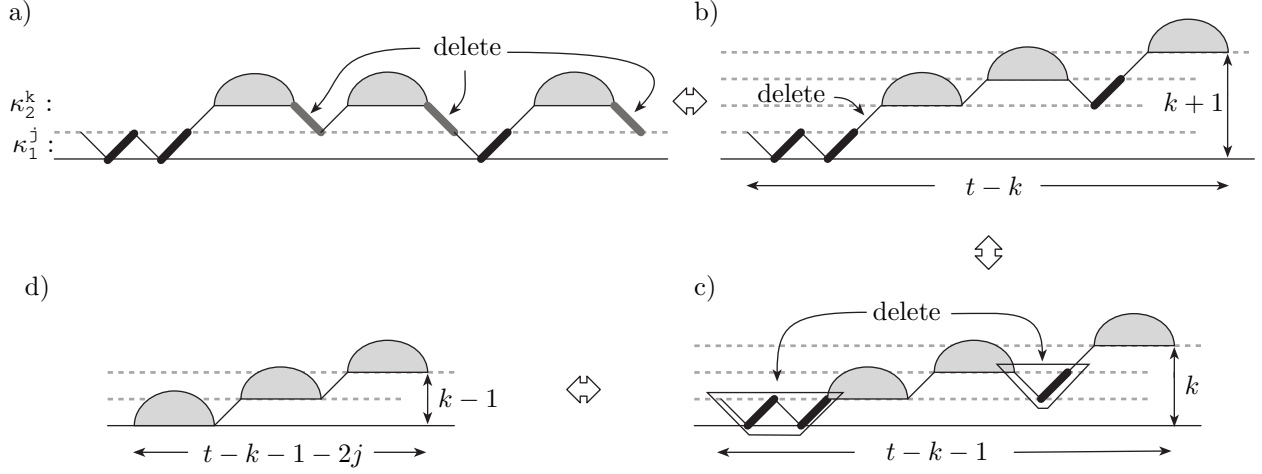 a)
delete
κ₂ᵏ :
κ₁ʲ :
b)
delete
k + 1
t − k
d)
k − 1
t − k − 1 − 2j
c)
delete
k
t − k − 1